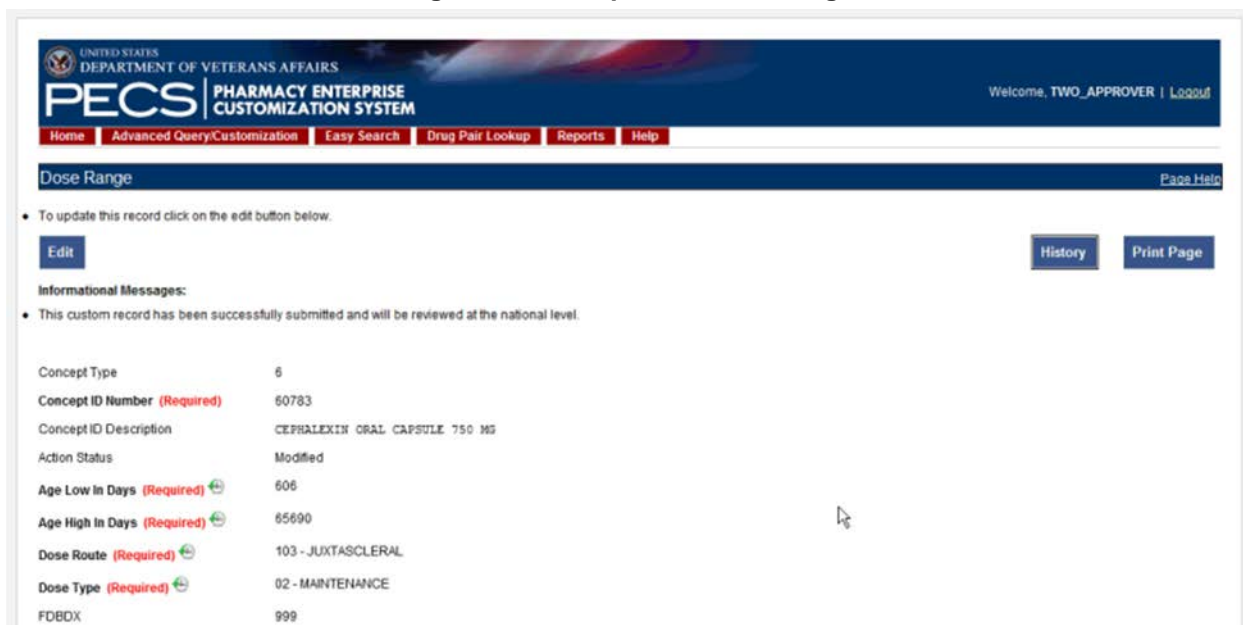 UNITED STATES
DEPARTMENT OF VETERANS AFFAIRS
PECS PHARMACY ENTERPRISE
CUSTOMIZATION SYSTEM
Welcome, TWO_APPROVER | Logout
Home Advanced Query/Customization Easy Search Drug Pair Lookup Reports Help
Dose Range Page Help
• To update this record click on the edit button below.
Edit History Print Page
Informational Messages:
• This custom record has been successfully submitted and will be reviewed at the national level.
Concept Type 6
Concept ID Number (Required) 60783
Concept ID Description CEPHALEXIN ORAL CAPSULE 750 MG
Action Status Modified
Age Low In Days (Required) 606
Age High In Days (Required) 65690
Dose Route (Required) 103 - JUXTASCLERAL
Dose Type (Required) 02 - MAINTENANCE
FDBDX 999